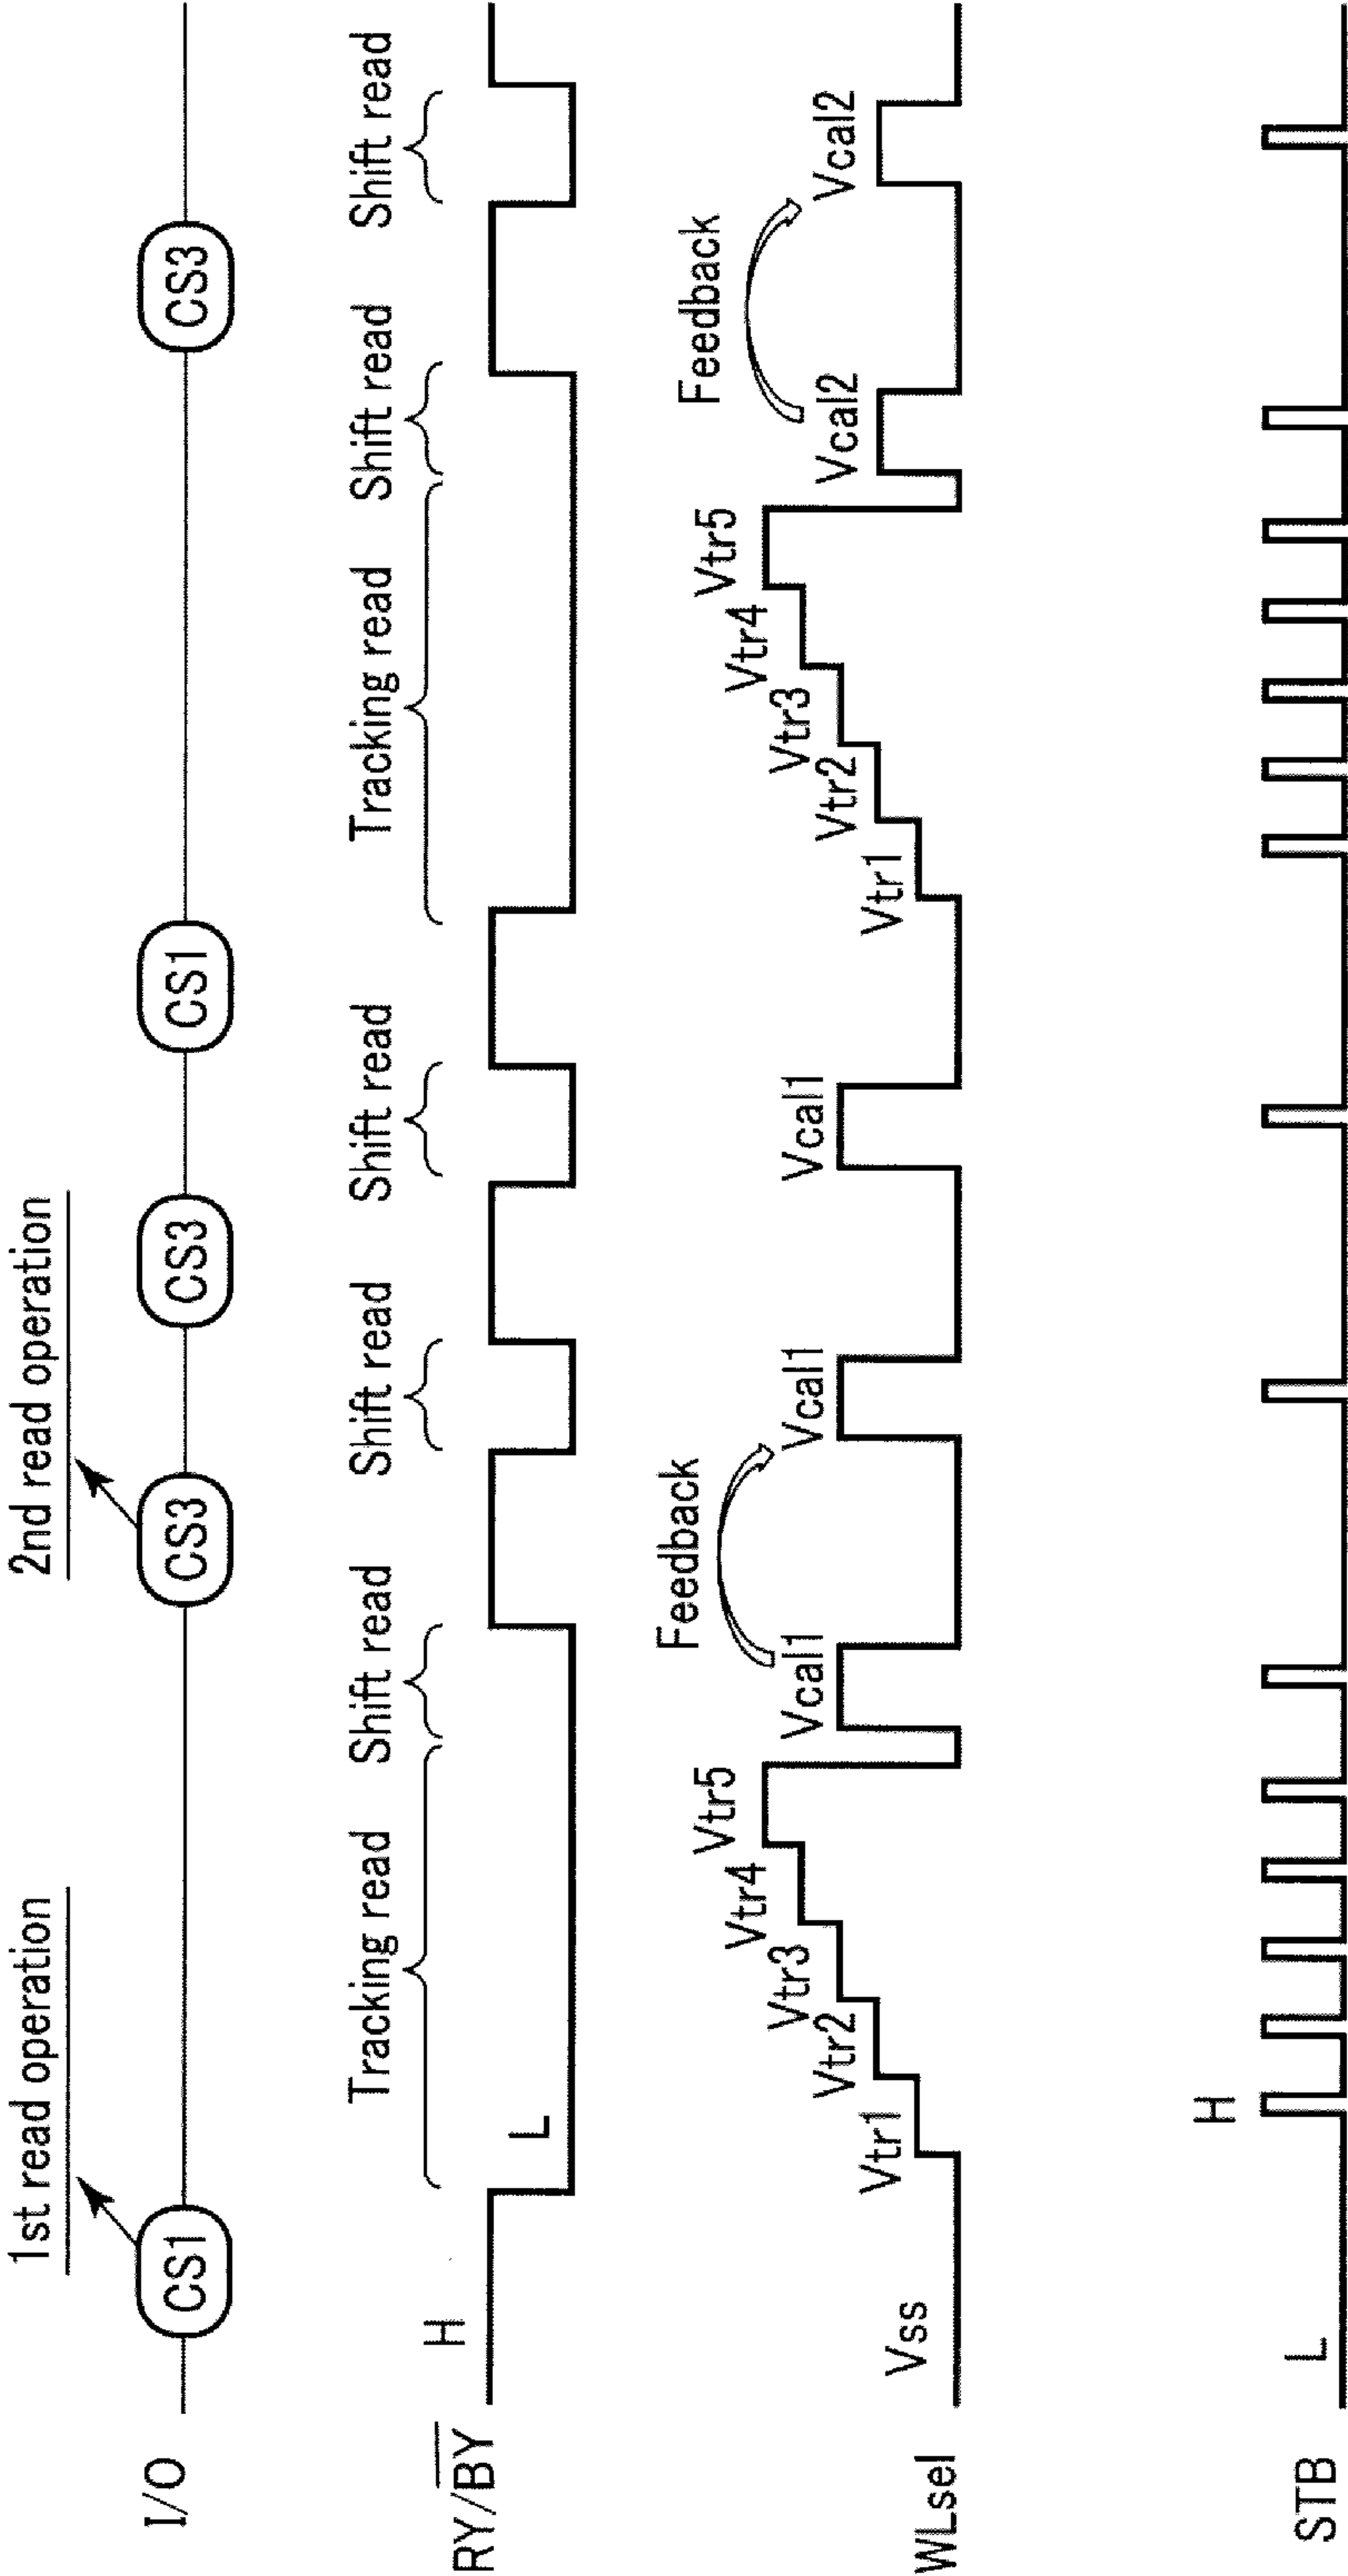 1st read operation 2nd read operation
I/O CS1 CS3 CS3 CS1 CS3
Tracking read Shift read Shift read Shift read Tracking read Shift read Shift read
RY/B̅Y̅ H L
Feedback Feedback
Vtr5 Vtr5
Vtr4 Vtr4
Vtr3 Vcal1 Vcal1 Vcal1 Vtr3
Vtr2 Vtr2 Vcal2 Vcal2
Vtr1 Vtr1
WLsel Vss
H
STB L